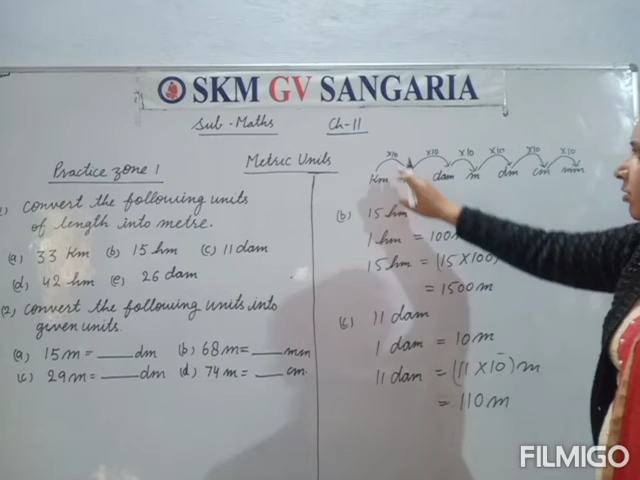 SKM GV SANGARIA
Sub - Maths Ch-11
Practice Zone 1
Metric Units
Convert the following units
of length into metre.
(a) 33 Km (b) 15 hm (c) 11 dam
(d) 42 hm (e) 26 dam
(2) Convert the following units into
given units.
(a) 15 m = ____ dm (b) 68 m = ____ mm
(c) 29 m = ____ dm (d) 74 m = ____ cm
x10 x10 x10 x10 x10 x10
Km dam m dm cm mm
(b) 15 hm
1 hm = 100
15 hm = (15 x 100)
= 1500 m
(c) 11 dam
1 dam = 10 m
11 dam = (11 x 10) m
= 110 m
FILMIGO